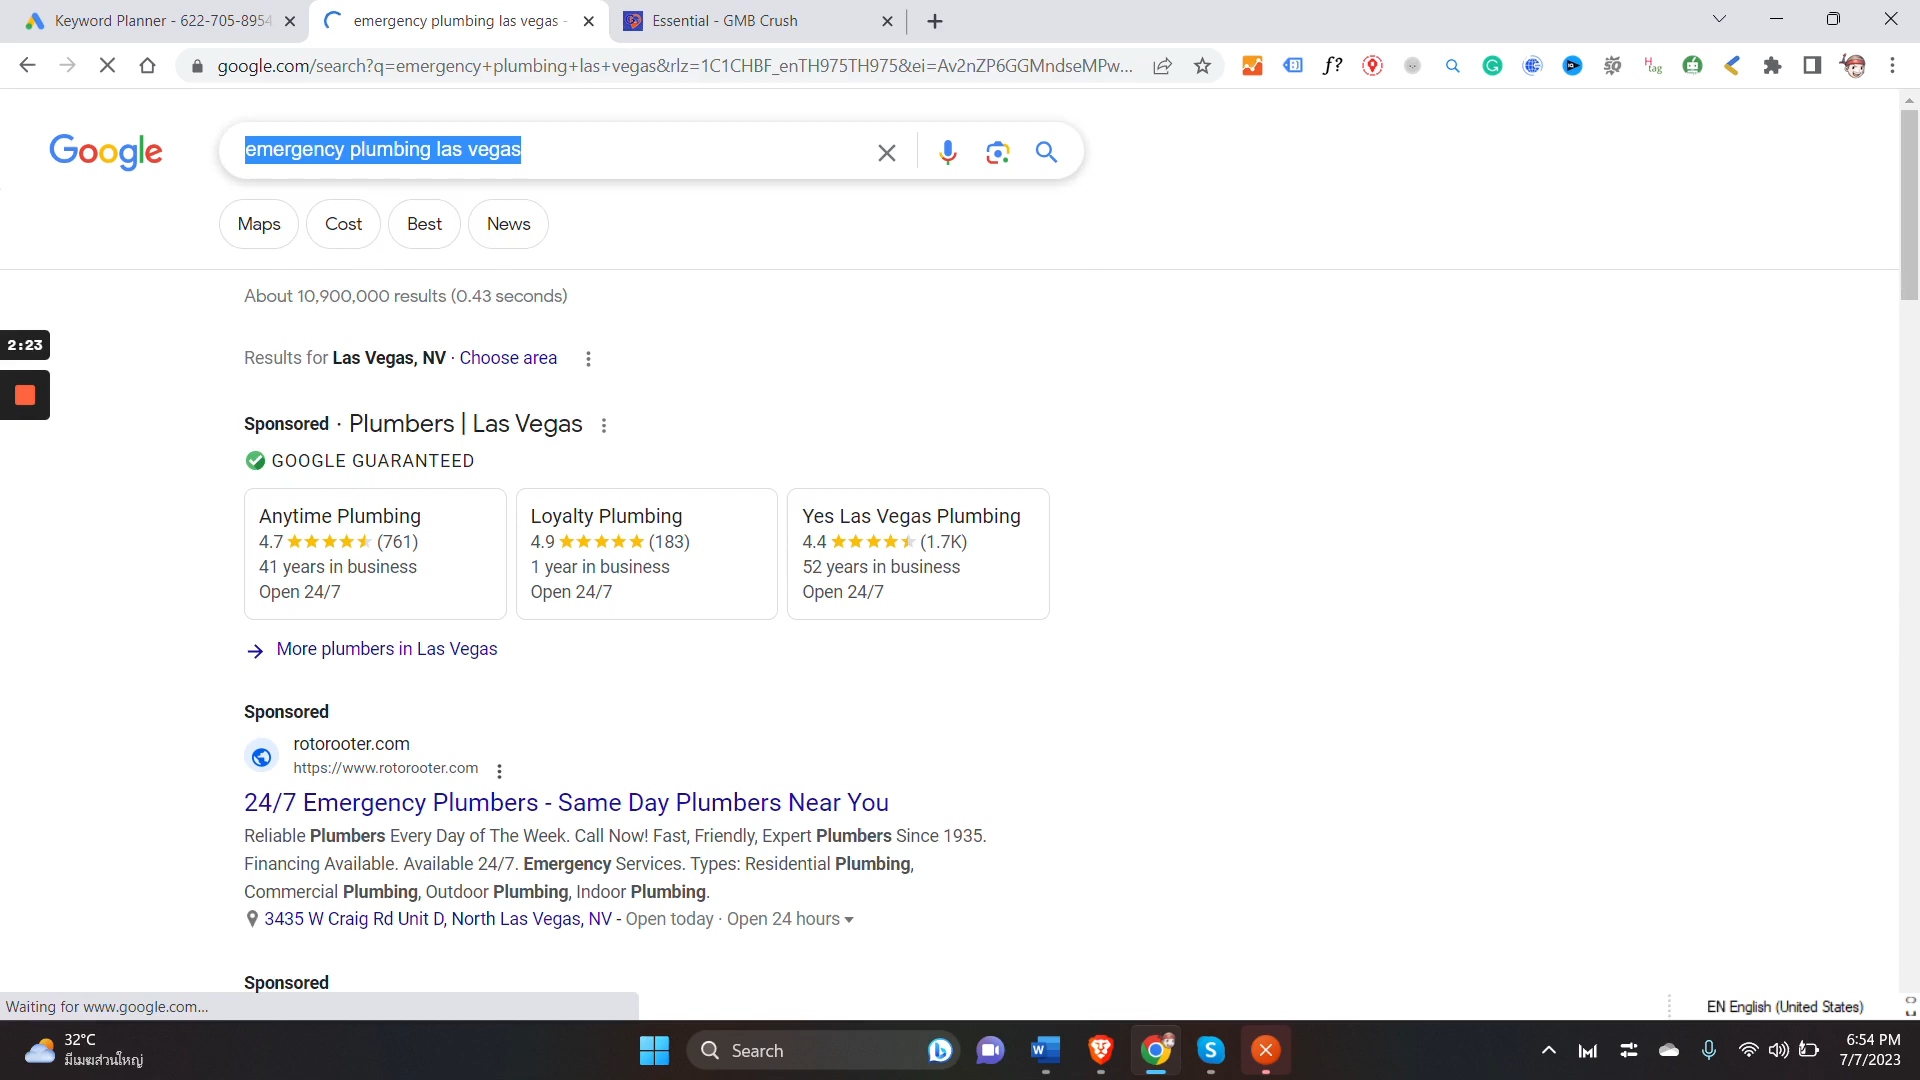 Keyword Planner - 622-705-8954
emergency plumbing las vegas -
Essential - GMB Crush
google.com/search?q=emergency+plumbing+las+vegas&rlz=1C1CHBF_enTH975TH975&ei=Av2nZP6GGMndseMPw...
Google
emergency plumbing las vegas
Maps
Cost
Best
News
About 10,900,000 results (0.43 seconds)
2:23
Results for Las Vegas, NV · Choose area
Sponsored · Plumbers | Las Vegas
GOOGLE GUARANTEED
Anytime Plumbing
4.7 (761)
41 years in business
Open 24/7
Loyalty Plumbing
4.9 (183)
1 year in business
Open 24/7
Yes Las Vegas Plumbing
4.4 (1.7K)
52 years in business
Open 24/7
More plumbers in Las Vegas
Sponsored
rotorooter.com
https://www.rotorooter.com
24/7 Emergency Plumbers - Same Day Plumbers Near You
Reliable Plumbers Every Day of The Week. Call Now! Fast, Friendly, Expert Plumbers Since 1935.
Financing Available. Available 24/7. Emergency Services. Types: Residential Plumbing,
Commercial Plumbing, Outdoor Plumbing, Indoor Plumbing.
3435 W Craig Rd Unit D, North Las Vegas, NV - Open today · Open 24 hours
Sponsored
Waiting for www.google.com...
EN English (United States)
32°C
มีเมฆส่วนใหญ่
Search
6:54 PM
7/7/2023